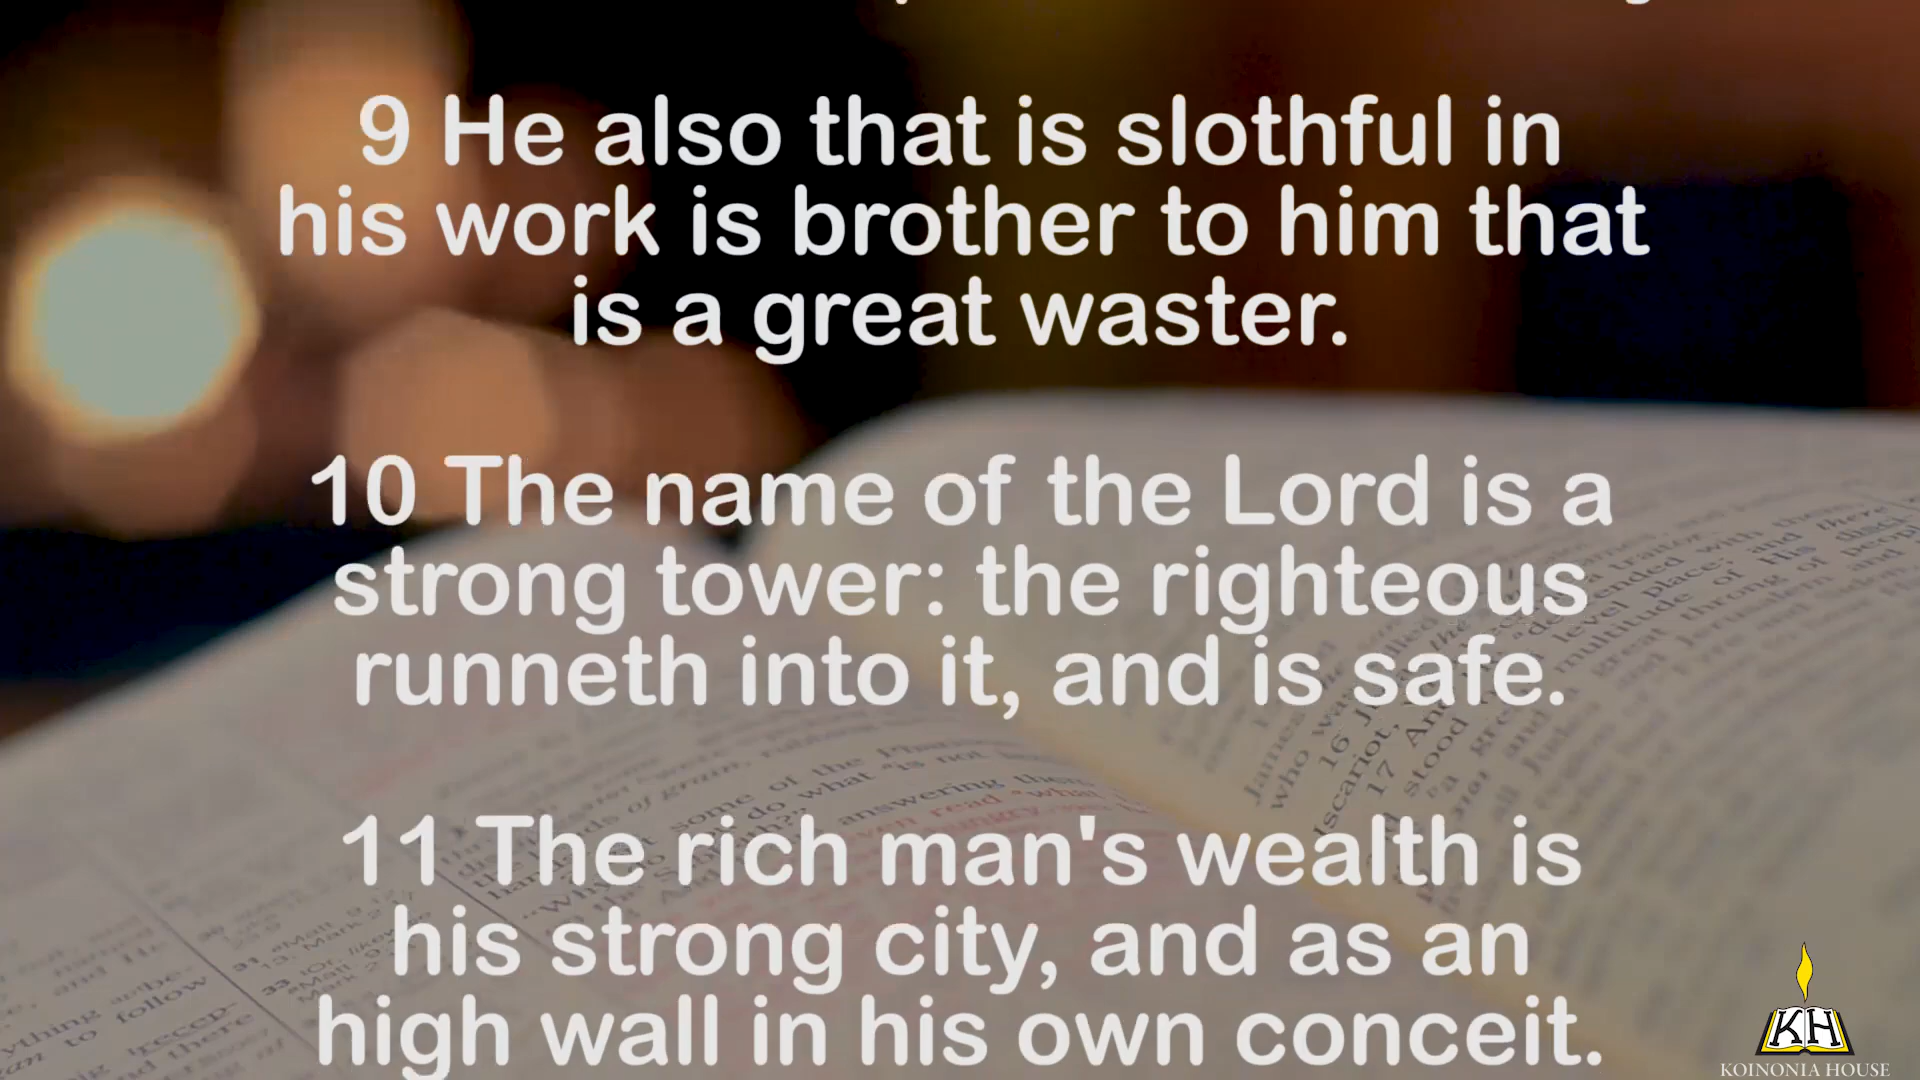 9 He also that is slothful in
his work is brother to him that
is a great waster.
10 The name of the Lord is a
strong tower: the righteous
runneth into it, and is safe.
11 The rich man's wealth is
his strong city, and as an
high wall in his own conceit.
KH
KOINONIA HOUSE